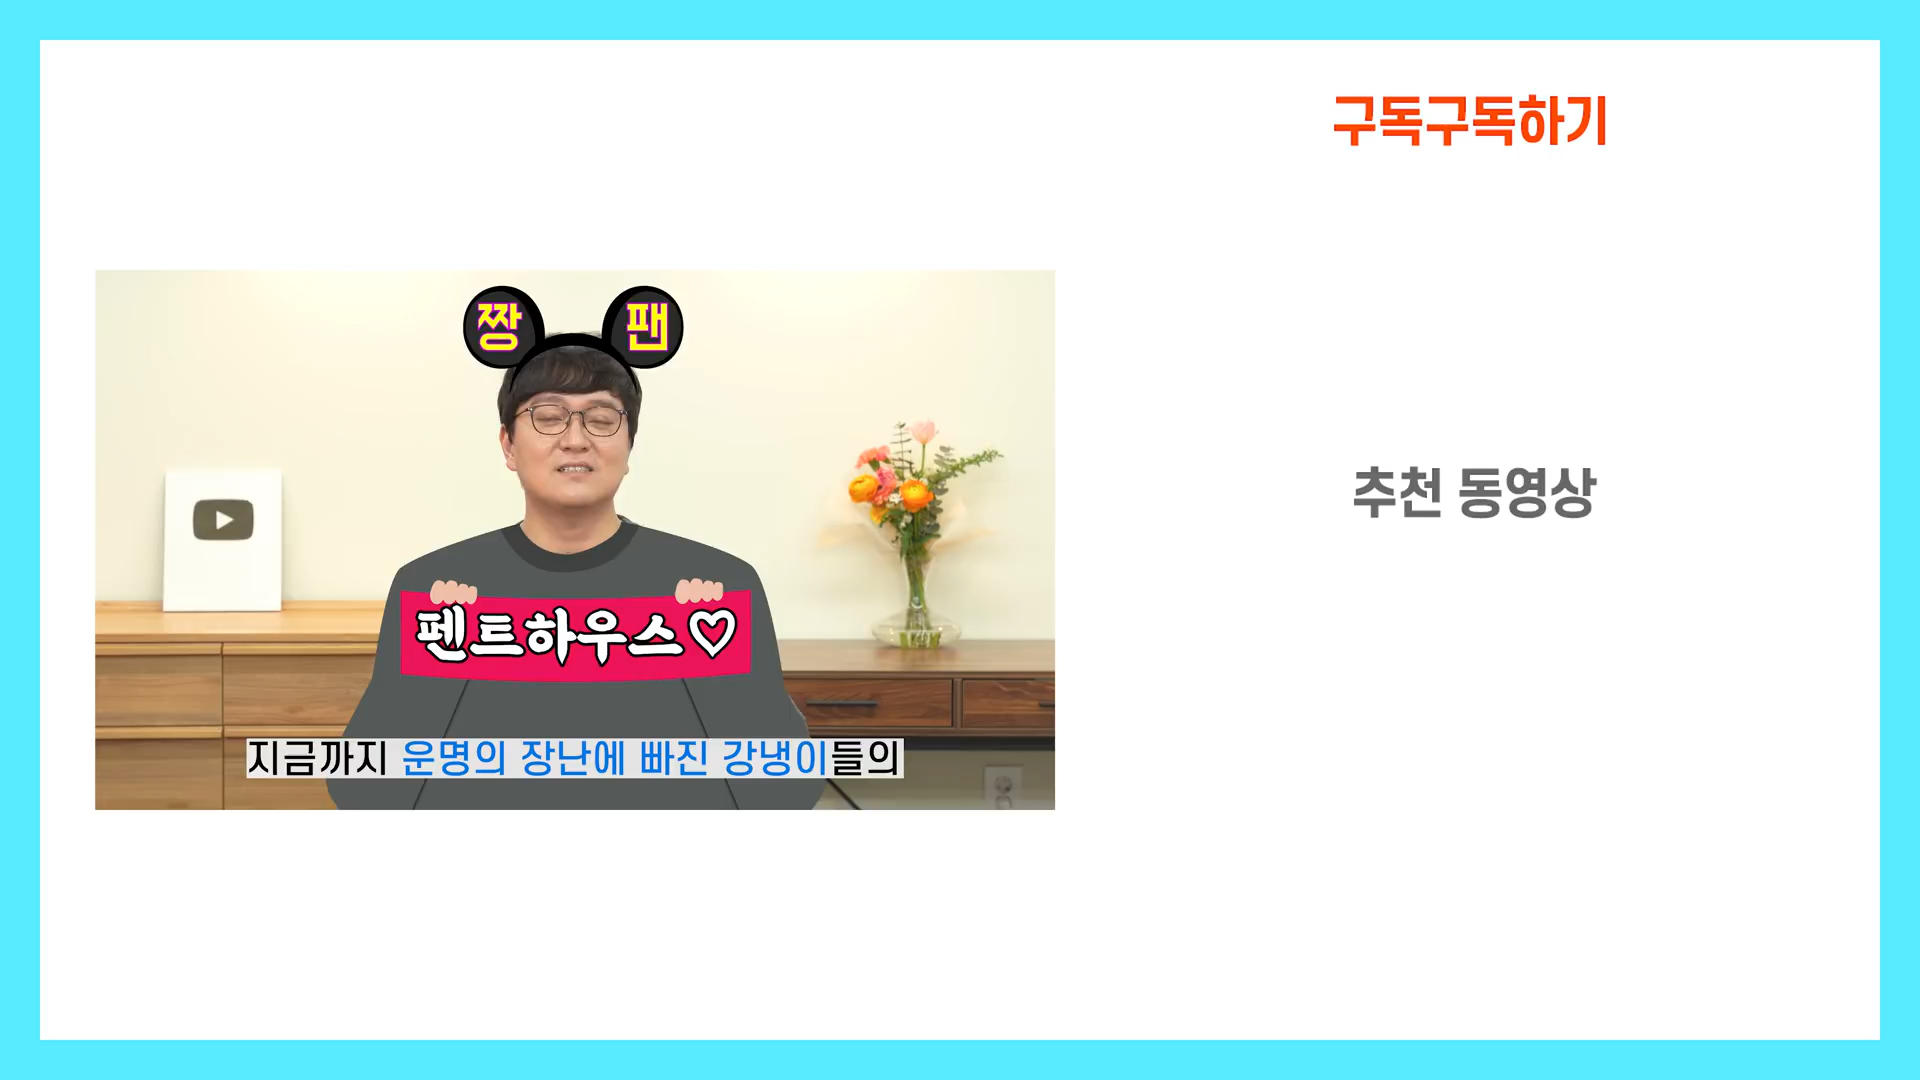 구독구독하기
짱 팬
펜트하우스♡
지금까지 운명의 장난에 빠진 강냉이들의
추천 동영상